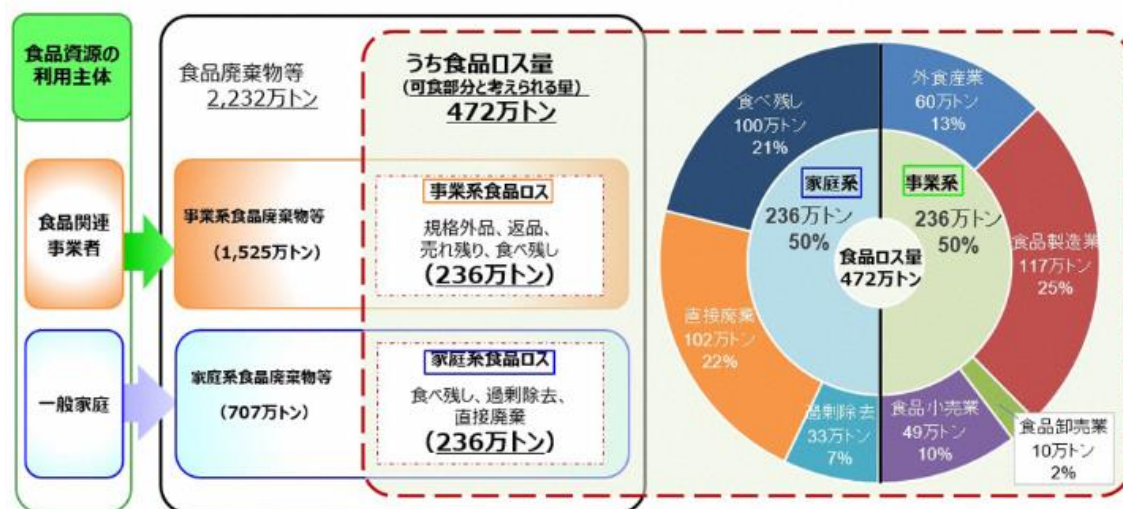 食品資源の
利用主体
食品関連
事業者
一般家庭
食品廃棄物等
2,232万トン
うち食品ロス量
(可食部分と考えられる量)
472万トン
事業系食品廃棄物等
(1,525万トン)
事業系食品ロス
規格外品、返品、
売れ残り、食べ残し
(236万トン)
家庭系食品廃棄物等
(707万トン)
家庭系食品ロス
食べ残し、過剰除去、
直接廃棄
(236万トン)
食べ残し
100万トン
21%
外食産業
60万トン
13%
家庭系
236万トン
50%
事業系
236万トン
50%
食品ロス量
472万トン
食品製造業
117万トン
25%
直接廃棄
102万トン
22%
過剰除去
33万トン
7%
食品小売業
49万トン
10%
食品卸売業
10万トン
2%